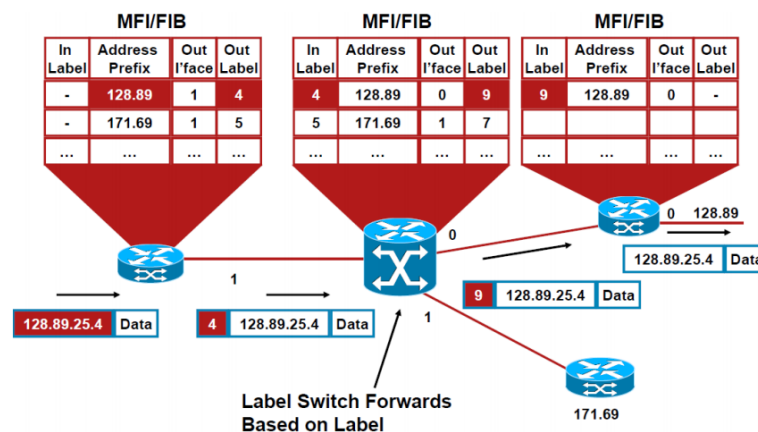 MFI/FIB
In Label Address Prefix Out I'face Out Label
- 128.89 1 4
- 171.69 1 5
... ... ... ...
MFI/FIB
In Label Address Prefix Out I'face Out Label
4 128.89 0 9
5 171.69 1 7
... ... ... ...
MFI/FIB
In Label Address Prefix Out I'face Out Label
9 128.89 0 -
... ... ... ...
0 128.89
0
1
128.89.25.4 Data
9 128.89.25.4 Data
128.89.25.4 Data
4 128.89.25.4 Data
1
Label Switch Forwards
Based on Label
171.69